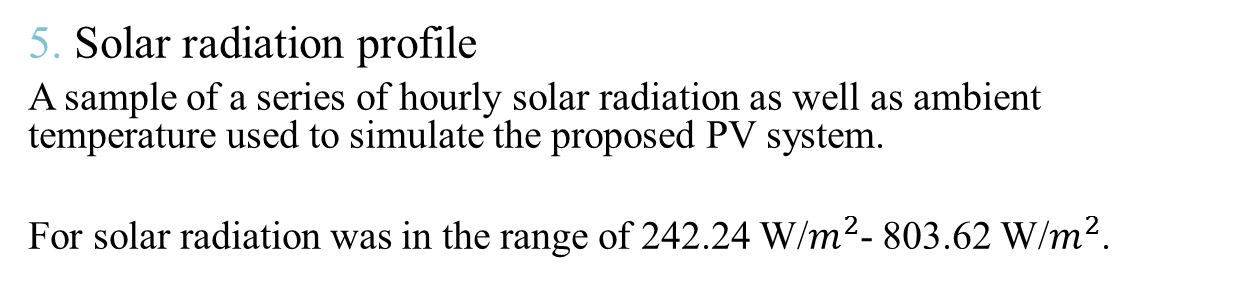 5. Solar radiation profile
A sample of a series of hourly solar radiation as well as ambient
temperature used to simulate the proposed PV system.
For solar radiation was in the range of 242.24 W/m²- 803.62 W/m².